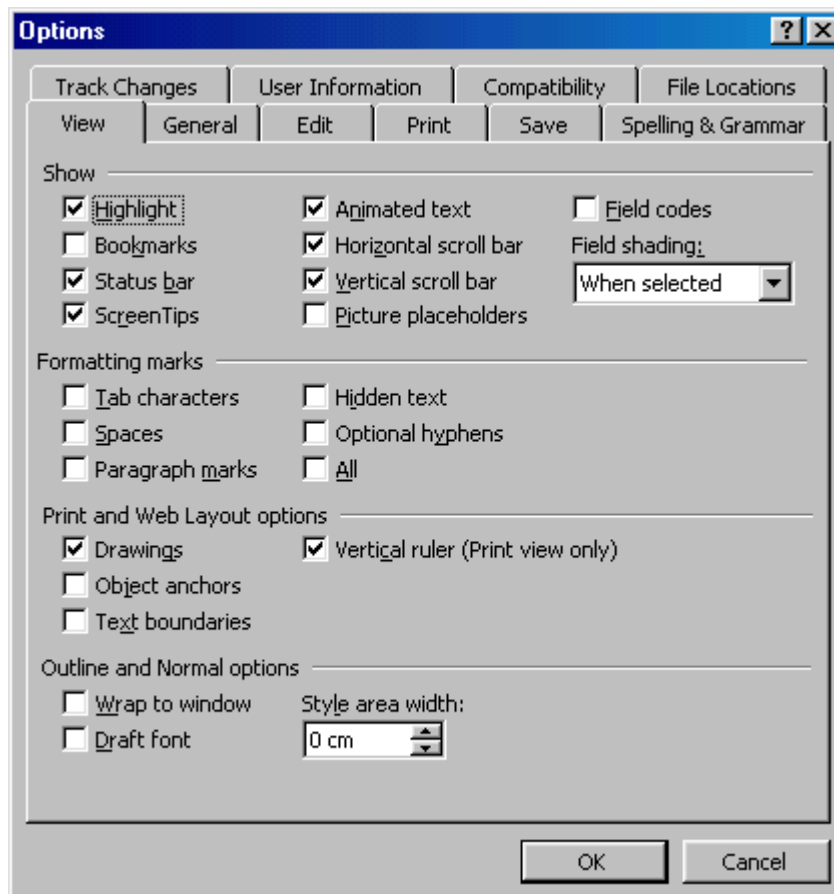 Options
Track Changes User Information Compatibility File Locations
View General Edit Print Save Spelling & Grammar
Show
Highlight Animated text Field codes
Bookmarks Horizontal scroll bar Field shading:
Status bar Vertical scroll bar When selected
ScreenTips Picture placeholders
Formatting marks
Tab characters Hidden text
Spaces Optional hyphens
Paragraph marks All
Print and Web Layout options
Drawings Vertical ruler (Print view only)
Object anchors
Text boundaries
Outline and Normal options
Wrap to window Style area width:
Draft font 0 cm
OK Cancel